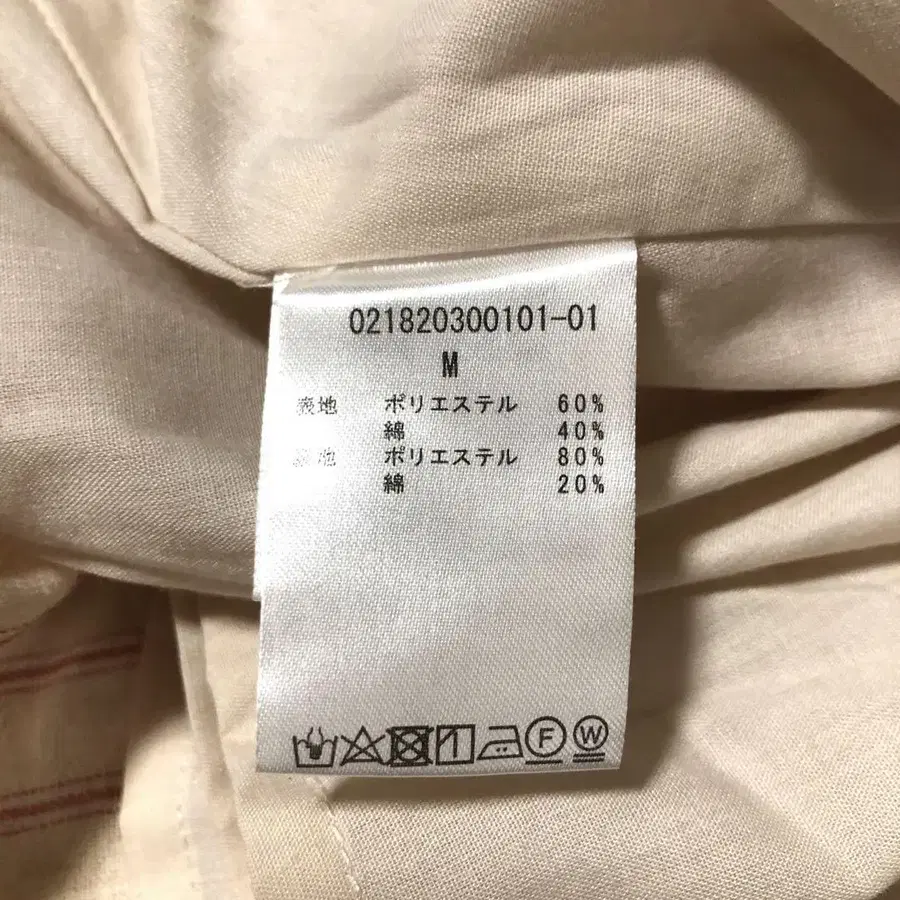 021820300101-01
M
表地 ポリエステル 60%
綿 40%
裏地 ポリエステル 80%
綿 20%
F
W